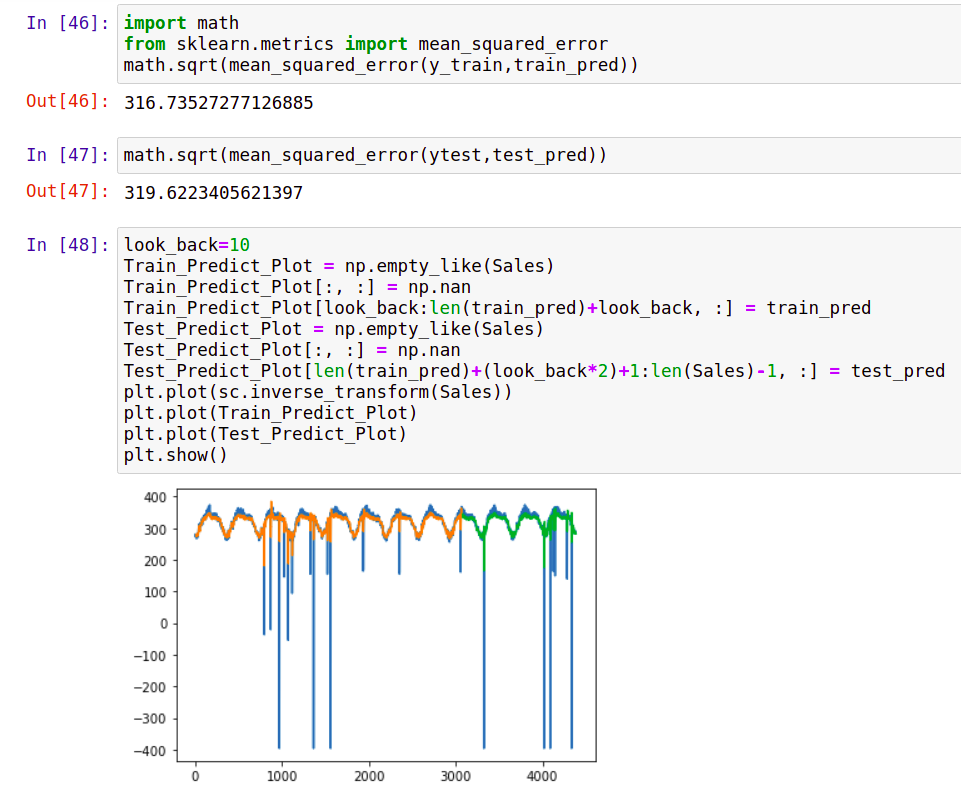 In [46]: import math
from sklearn.metrics import mean_squared_error
math.sqrt(mean_squared_error(y_train,train_pred))
Out[46]: 316.73527277126885
In [47]: math.sqrt(mean_squared_error(ytest,test_pred))
Out[47]: 319.6223405621397
In [48]: look_back=10
Train_Predict_Plot = np.empty_like(Sales)
Train_Predict_Plot[:, :] = np.nan
Train_Predict_Plot[look_back:len(train_pred)+look_back, :] = train_pred
Test_Predict_Plot = np.empty_like(Sales)
Test_Predict_Plot[:, :] = np.nan
Test_Predict_Plot[len(train_pred)+(look_back*2)+1:len(Sales)-1, :] = test_pred
plt.plot(sc.inverse_transform(Sales))
plt.plot(Train_Predict_Plot)
plt.plot(Test_Predict_Plot)
plt.show()
400
300
200
100
0
−100
−200
−300
−400
0 1000 2000 3000 4000